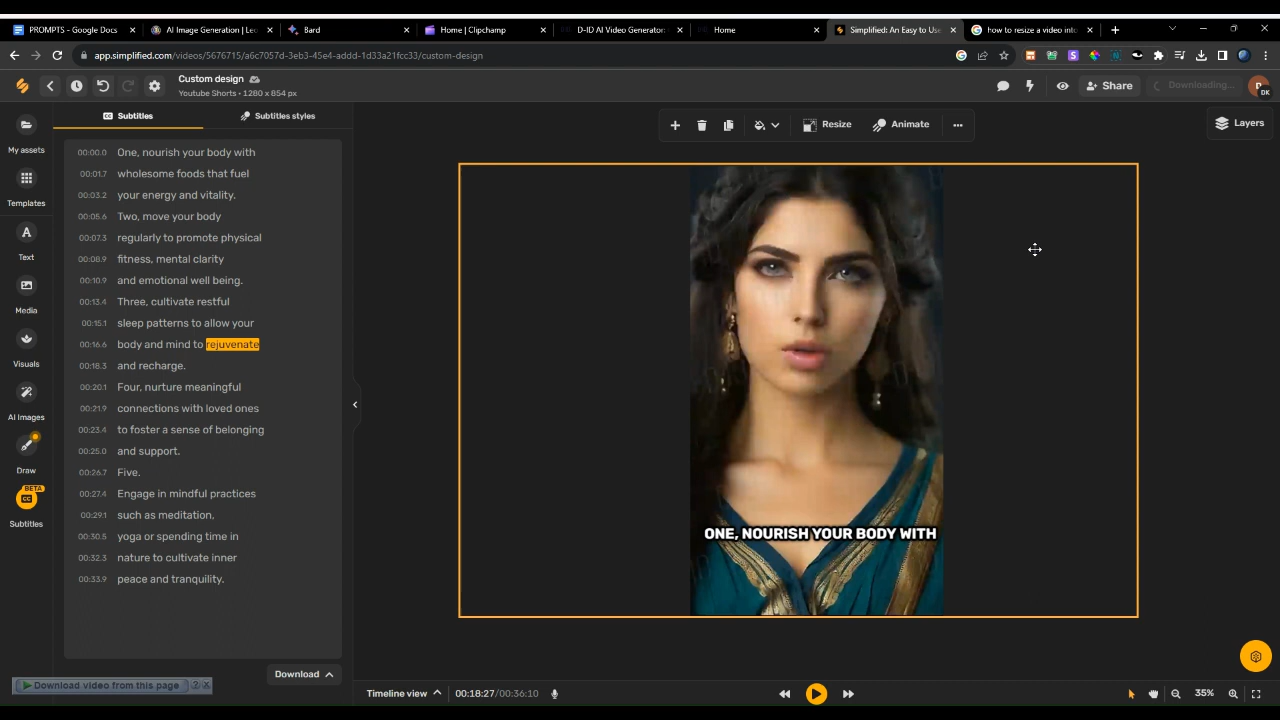 PROMPTS - Google Docs
AI Image Generation | Leo
Bard
Home | Clipchamp
D-ID AI Video Generator
Home
Simplified: An Easy to Use
how to resize a video into
app.simplified.com/videos/5676715/a6c7057d-3eb3-45e4-addd-1d33a21fcc33/custom-design
Custom design
Youtube Shorts • 1280 x 854 px
Share
Downloading...
DK
Subtitles
Subtitles styles
Resize
Animate
Layers
My assets
Templates
Text
Media
Visuals
AI Images
Draw
BETA
CC
Subtitles
00:00.0 One, nourish your body with
00:01.7 wholesome foods that fuel
00:03.2 your energy and vitality.
00:05.6 Two, move your body
00:07.3 regularly to promote physical
00:08.9 fitness, mental clarity
00:10.9 and emotional well being.
00:13.4 Three, cultivate restful
00:15.1 sleep patterns to allow your
00:16.6 body and mind to rejuvenate
00:18.3 and recharge.
00:20.1 Four, nurture meaningful
00:21.9 connections with loved ones
00:23.4 to foster a sense of belonging
00:25.0 and support.
00:26.7 Five.
00:27.4 Engage in mindful practices
00:29.1 such as meditation,
00:30.5 yoga or spending time in
00:32.3 nature to cultivate inner
00:33.9 peace and tranquility.
ONE, NOURISH YOUR BODY WITH
Download
Download video from this page ? X
Timeline view
00:18:27/00:36:10
35%